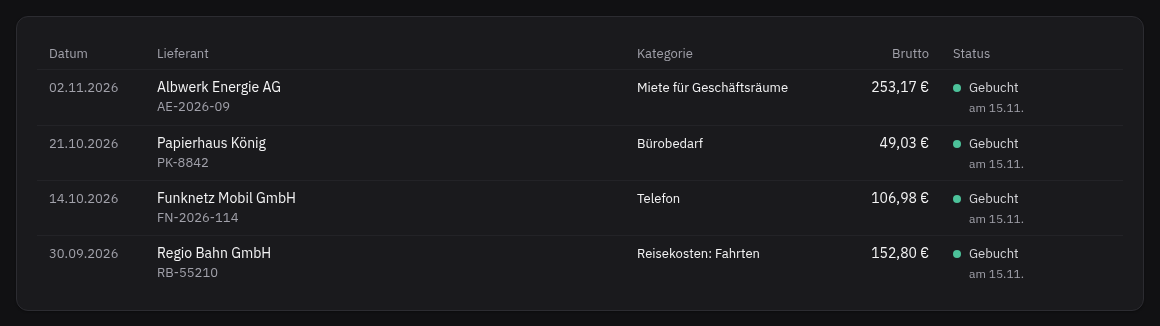 Datum Lieferant Kategorie Brutto Status
02.11.2026 Albwerk Energie AG Miete für Geschäftsräume 253,17 € Gebucht
AE-2026-09 am 15.11.
21.10.2026 Papierhaus König Bürobedarf 49,03 € Gebucht
PK-8842 am 15.11.
14.10.2026 Funknetz Mobil GmbH Telefon 106,98 € Gebucht
FN-2026-114 am 15.11.
30.09.2026 Regio Bahn GmbH Reisekosten: Fahrten 152,80 € Gebucht
RB-55210 am 15.11.